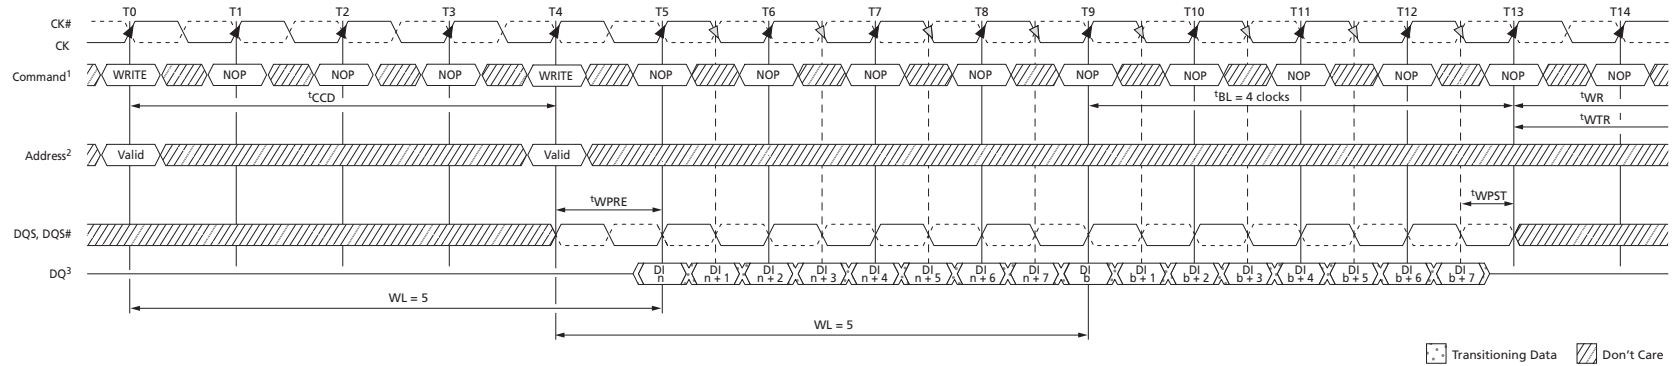 T0 T1 T2 T3 T4 T5 T6 T7 T8 T9 T10 T11 T12 T13 T14
CK#
CK
Command1 WRITE NOP NOP NOP WRITE NOP NOP NOP NOP NOP NOP NOP NOP NOP NOP
tCCD tBL = 4 clocks tWR
tWTR
Address2 Valid Valid
tWPRE tWPST
DQS, DQS#
DQ3 DI n DI n + 1 DI n + 2 DI n + 3 DI n + 4 DI n + 5 DI n + 6 DI n + 7 DI b DI b + 1 DI b + 2 DI b + 3 DI b + 4 DI b + 5 DI b + 6 DI b + 7
WL = 5
WL = 5
Transitioning Data Don't Care